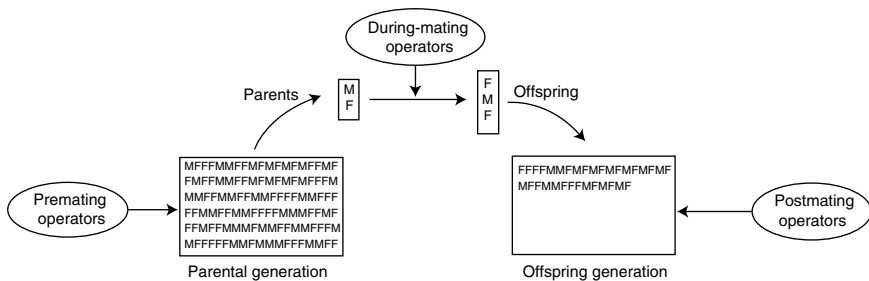 During-mating
operators
Parents
M
F
F
M
F
Offspring
MFFFMMFFMFMFMFMFFMF
FMFFMMFFMFMFMFMFFFM
MMFFMMFFMMFFFFMMFFF
FFMMFFMMFFFFMMMFFMF
FFMFFMMMFMMFFMMFFFM
MFFFFFMMFMMMFFFMMFF
FFFFMMFMFMFMFMFMFMF
MFFMMFFFMFMFMF
Premating
operators
Postmating
operators
Parental generation
Offspring generation